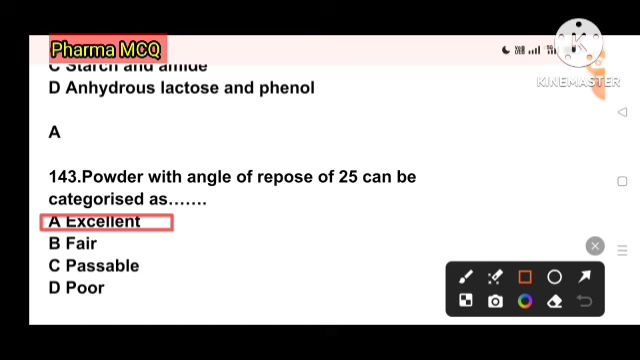 Pharma MCQ
C Starch and amide
D Anhydrous lactose and phenol
A
143.Powder with angle of repose of 25 can be
categorised as.......
A Excellent
B Fair
C Passable
D Poor
KINEMASTER